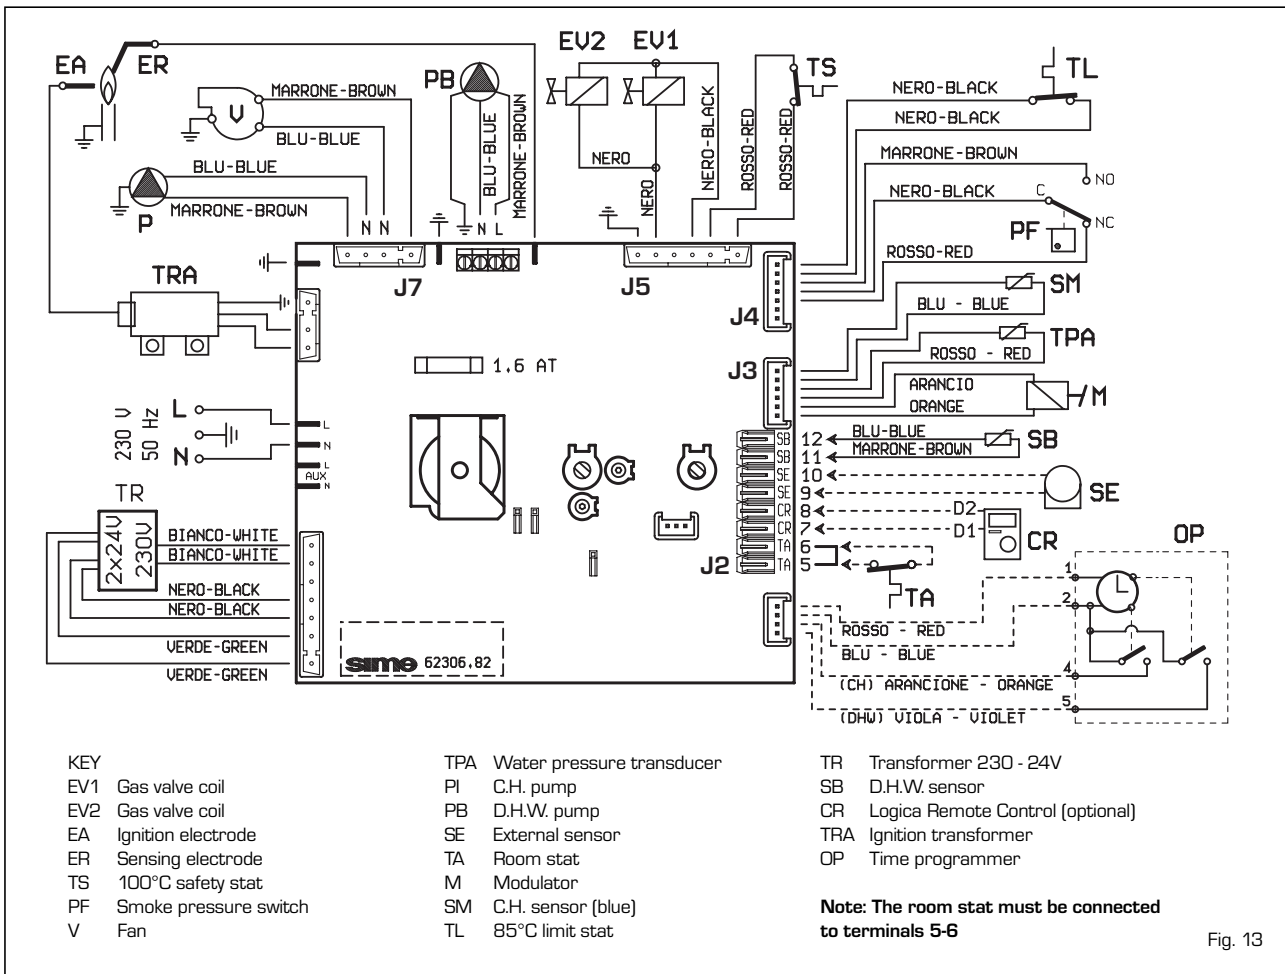 EA
ER
V
MARRONE-BROWN
BLU-BLUE
BLU-BLUE
MARRONE-BROWN
P
N N
PB
BLU-BLUE
MARRONE-BROWN
N L
EV2 EV1
NERO
NERO
NERO-BLACK
ROSSO-RED
ROSSO-RED
TS
NERO-BLACK
NERO-BLACK
TL
MARRONE-BROWN
NO
NERO-BLACK
C
NC
PF
ROSSO-RED
SM
BLU - BLUE
TPA
ROSSO - RED
ARANCIO
ORANGE
M
TRA
J7
J5
J4
J3
1.6 AT
230 V
50 Hz
L
N
L
N
L
AUX
N
TR
2x24V
230V
BIANCO-WHITE
BIANCO-WHITE
NERO-BLACK
NERO-BLACK
VERDE-GREEN
VERDE-GREEN
sime 62306.82
SB 12 BLU-BLUE
SB 11 MARRONE-BROWN
SB
SE 10
SE 9
SE
CR 8 D2
CR 7 D1
CR
TA 6
TA 5
J2
TA
OP
1
2
4
5
ROSSO - RED
BLU - BLUE
(CH) ARANCIONE - ORANGE
(DHW) VIOLA - VIOLET
KEY
EV1 Gas valve coil
EV2 Gas valve coil
EA Ignition electrode
ER Sensing electrode
TS 100°C safety stat
PF Smoke pressure switch
V Fan
TPA Water pressure transducer
PI C.H. pump
PB D.H.W. pump
SE External sensor
TA Room stat
M Modulator
SM C.H. sensor (blue)
TL 85°C limit stat
TR Transformer 230 - 24V
SB D.H.W. sensor
CR Logica Remote Control (optional)
TRA Ignition transformer
OP Time programmer
Note: The room stat must be connected
to terminals 5-6
Fig. 13